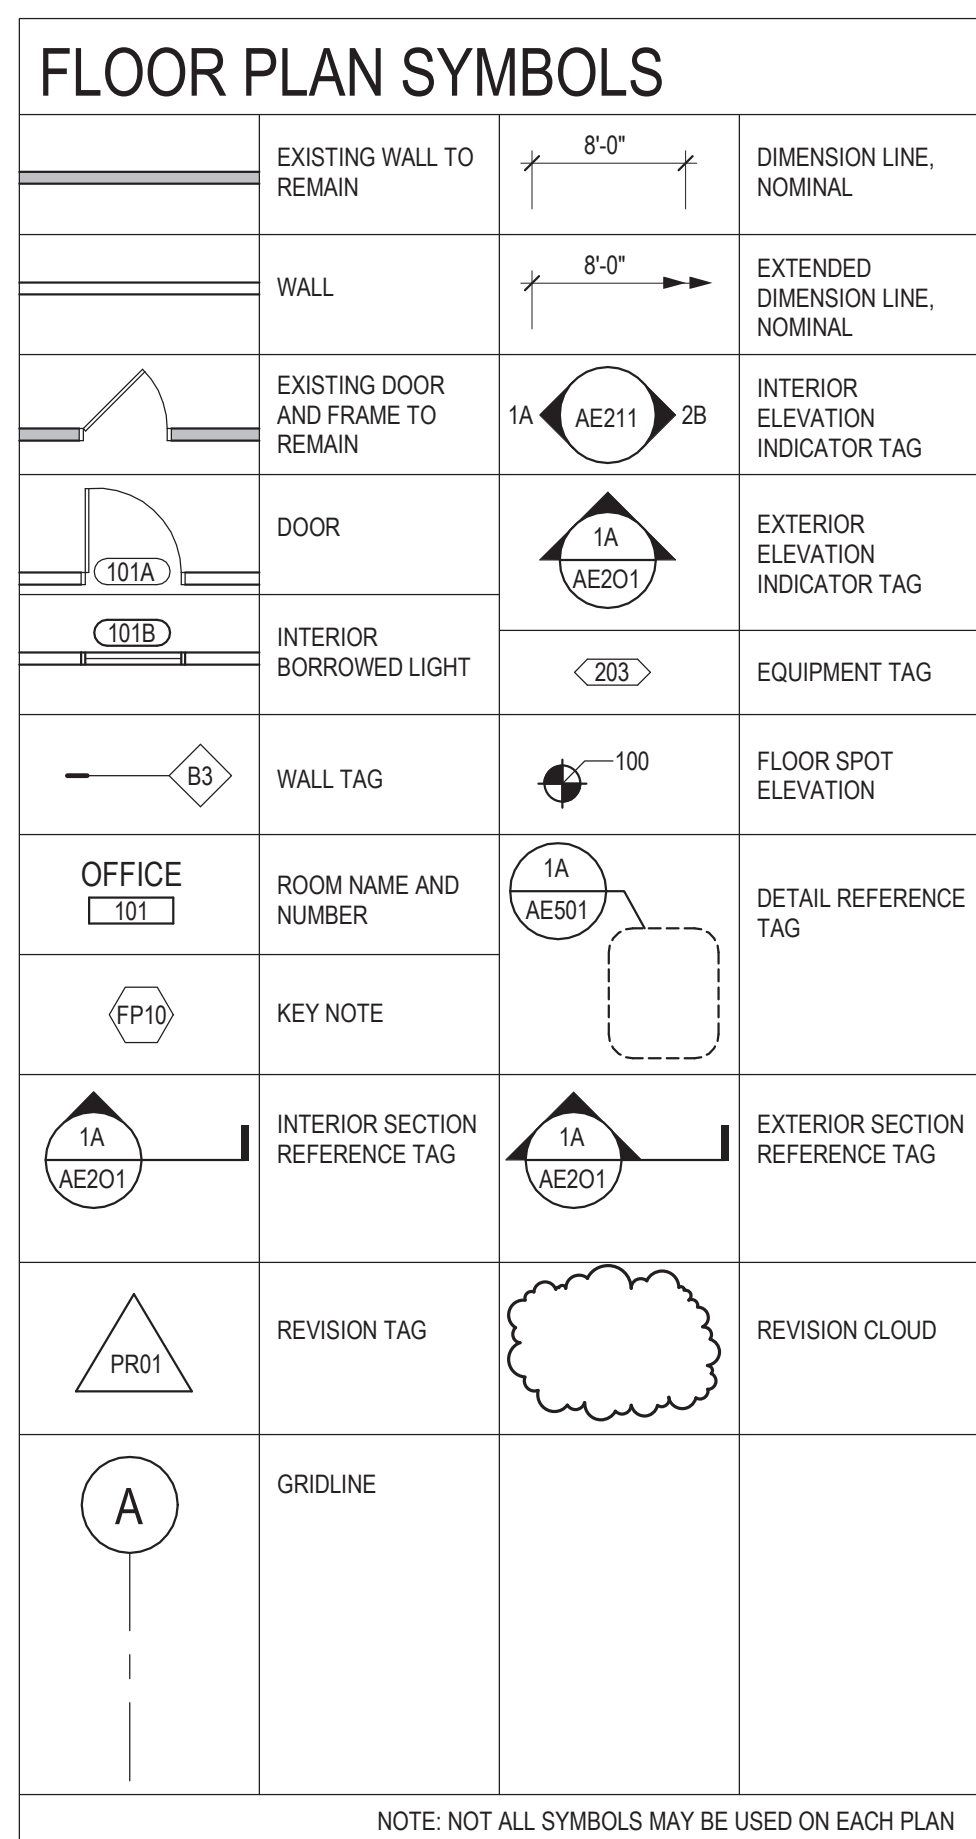 FLOOR PLAN SYMBOLS
EXISTING WALL TO
REMAIN
8'-0"
DIMENSION LINE,
NOMINAL
WALL
8'-0"
EXTENDED
DIMENSION LINE,
NOMINAL
EXISTING DOOR
AND FRAME TO
REMAIN
1A
AE211
2B
INTERIOR
ELEVATION
INDICATOR TAG
101A
DOOR
1A
AE2O1
EXTERIOR
ELEVATION
INDICATOR TAG
101B
INTERIOR
BORROWED LIGHT
203
EQUIPMENT TAG
B3
WALL TAG
100
FLOOR SPOT
ELEVATION
OFFICE
101
ROOM NAME AND
NUMBER
1A
AE501
DETAIL REFERENCE
TAG
FP10
KEY NOTE
1A
AE2O1
INTERIOR SECTION
REFERENCE TAG
1A
AE2O1
EXTERIOR SECTION
REFERENCE TAG
PR01
REVISION TAG
REVISION CLOUD
A
GRIDLINE
NOTE: NOT ALL SYMBOLS MAY BE USED ON EACH PLAN